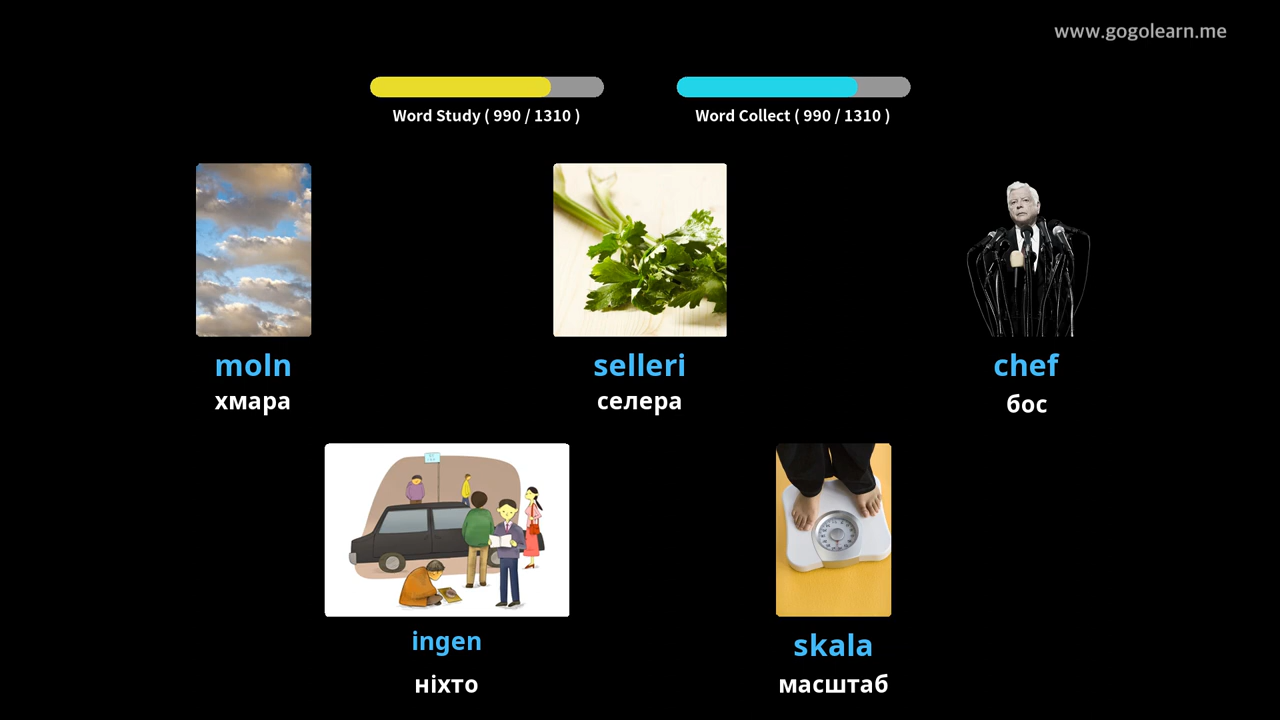 www.gogolearn.me
Word Study ( 990 / 1310 )
Word Collect ( 990 / 1310 )
moln
хмара
selleri
селера
chef
бос
ingen
ніхто
skala
масштаб